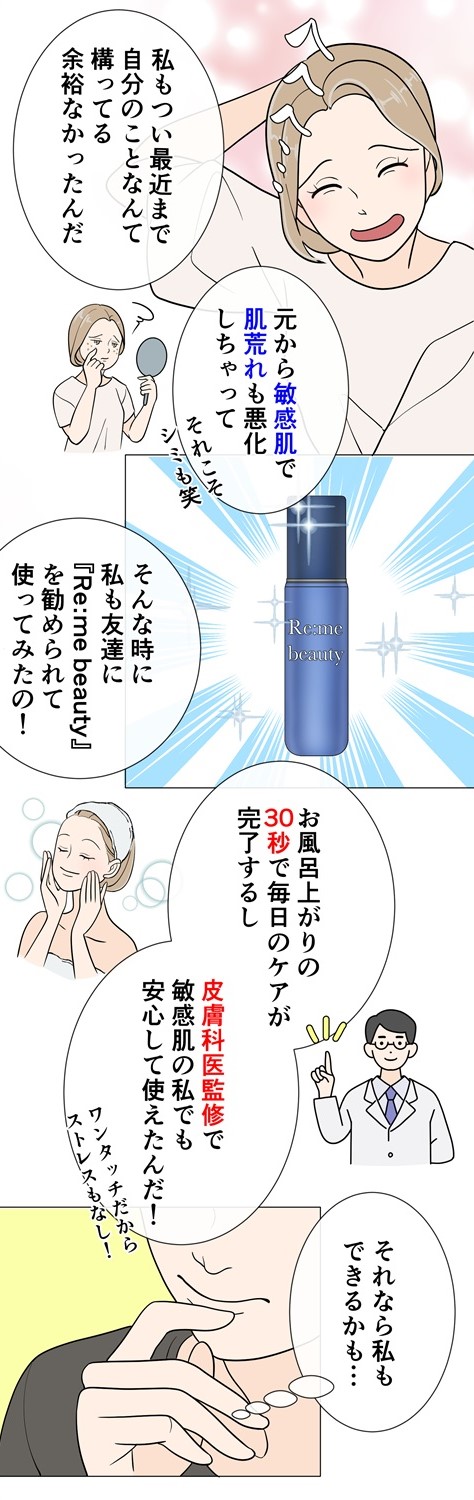 へへへ…
私もつい最近まで
自分のことなんて
構ってる
余裕なかったんだ
元から敏感肌で
肌荒れも悪化
しちゃって
それこそ
シミも笑
Re:me
beauty
そんな時に
私も友達に
『Re:me beauty』
を勧められて
使ってみたの！
お風呂上がりの
30秒で毎日のケアが
完了するし
皮膚科医監修で
敏感肌の私でも
安心して使えたんだ！
ワンタッチだから
ストレスもなし！
それなら私も
できるかも…